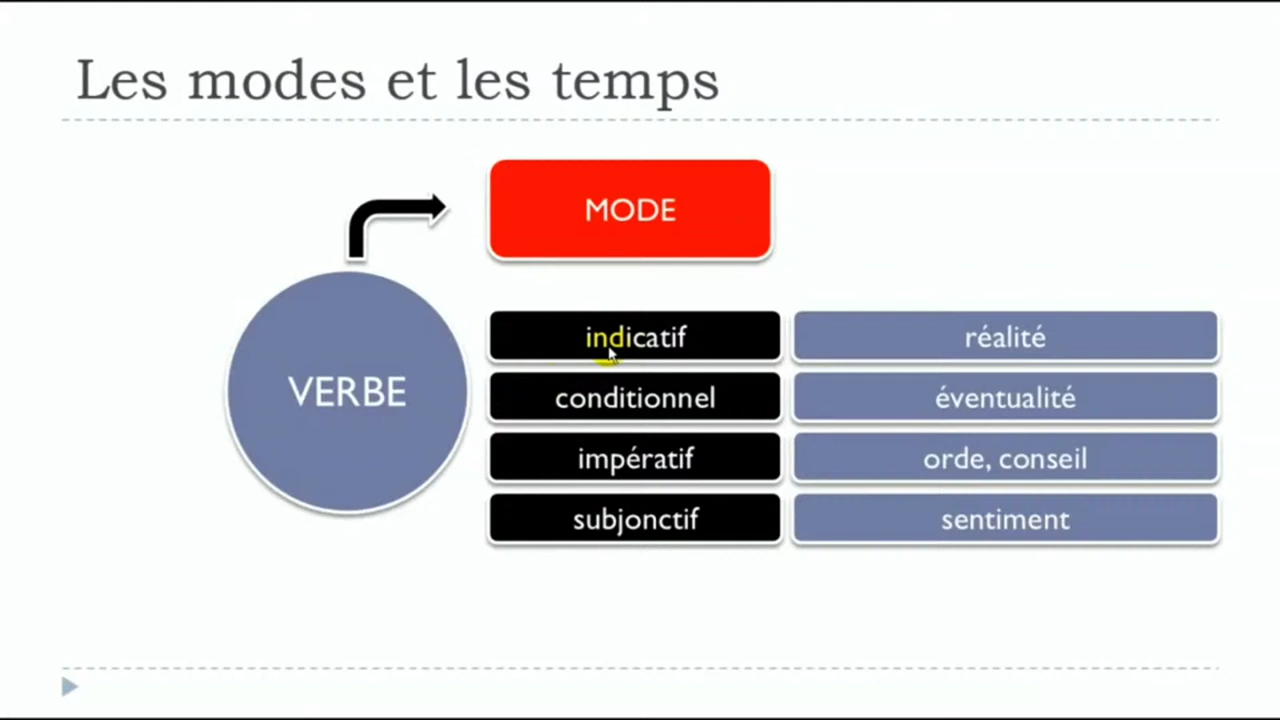 Les modes et les temps
MODE
VERBE
indicatif
réalité
conditionnel
éventualité
impératif
orde, conseil
subjonctif
sentiment